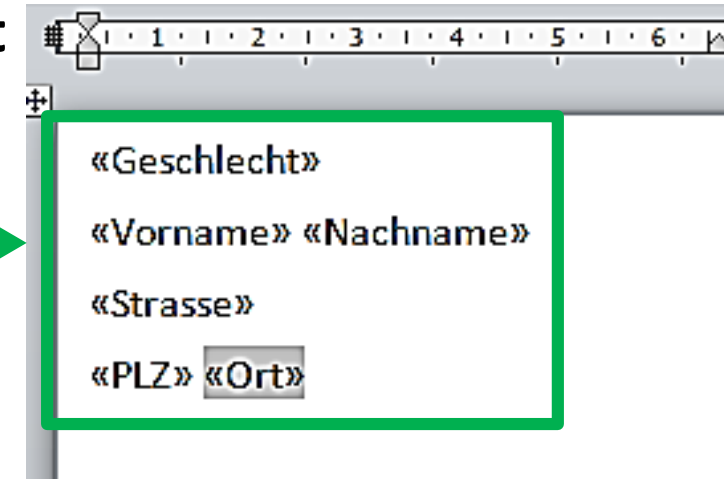 t
1 2 3 4 5 6
«Geschlecht»
«Vorname» «Nachname»
«Strasse»
«PLZ» «Ort»